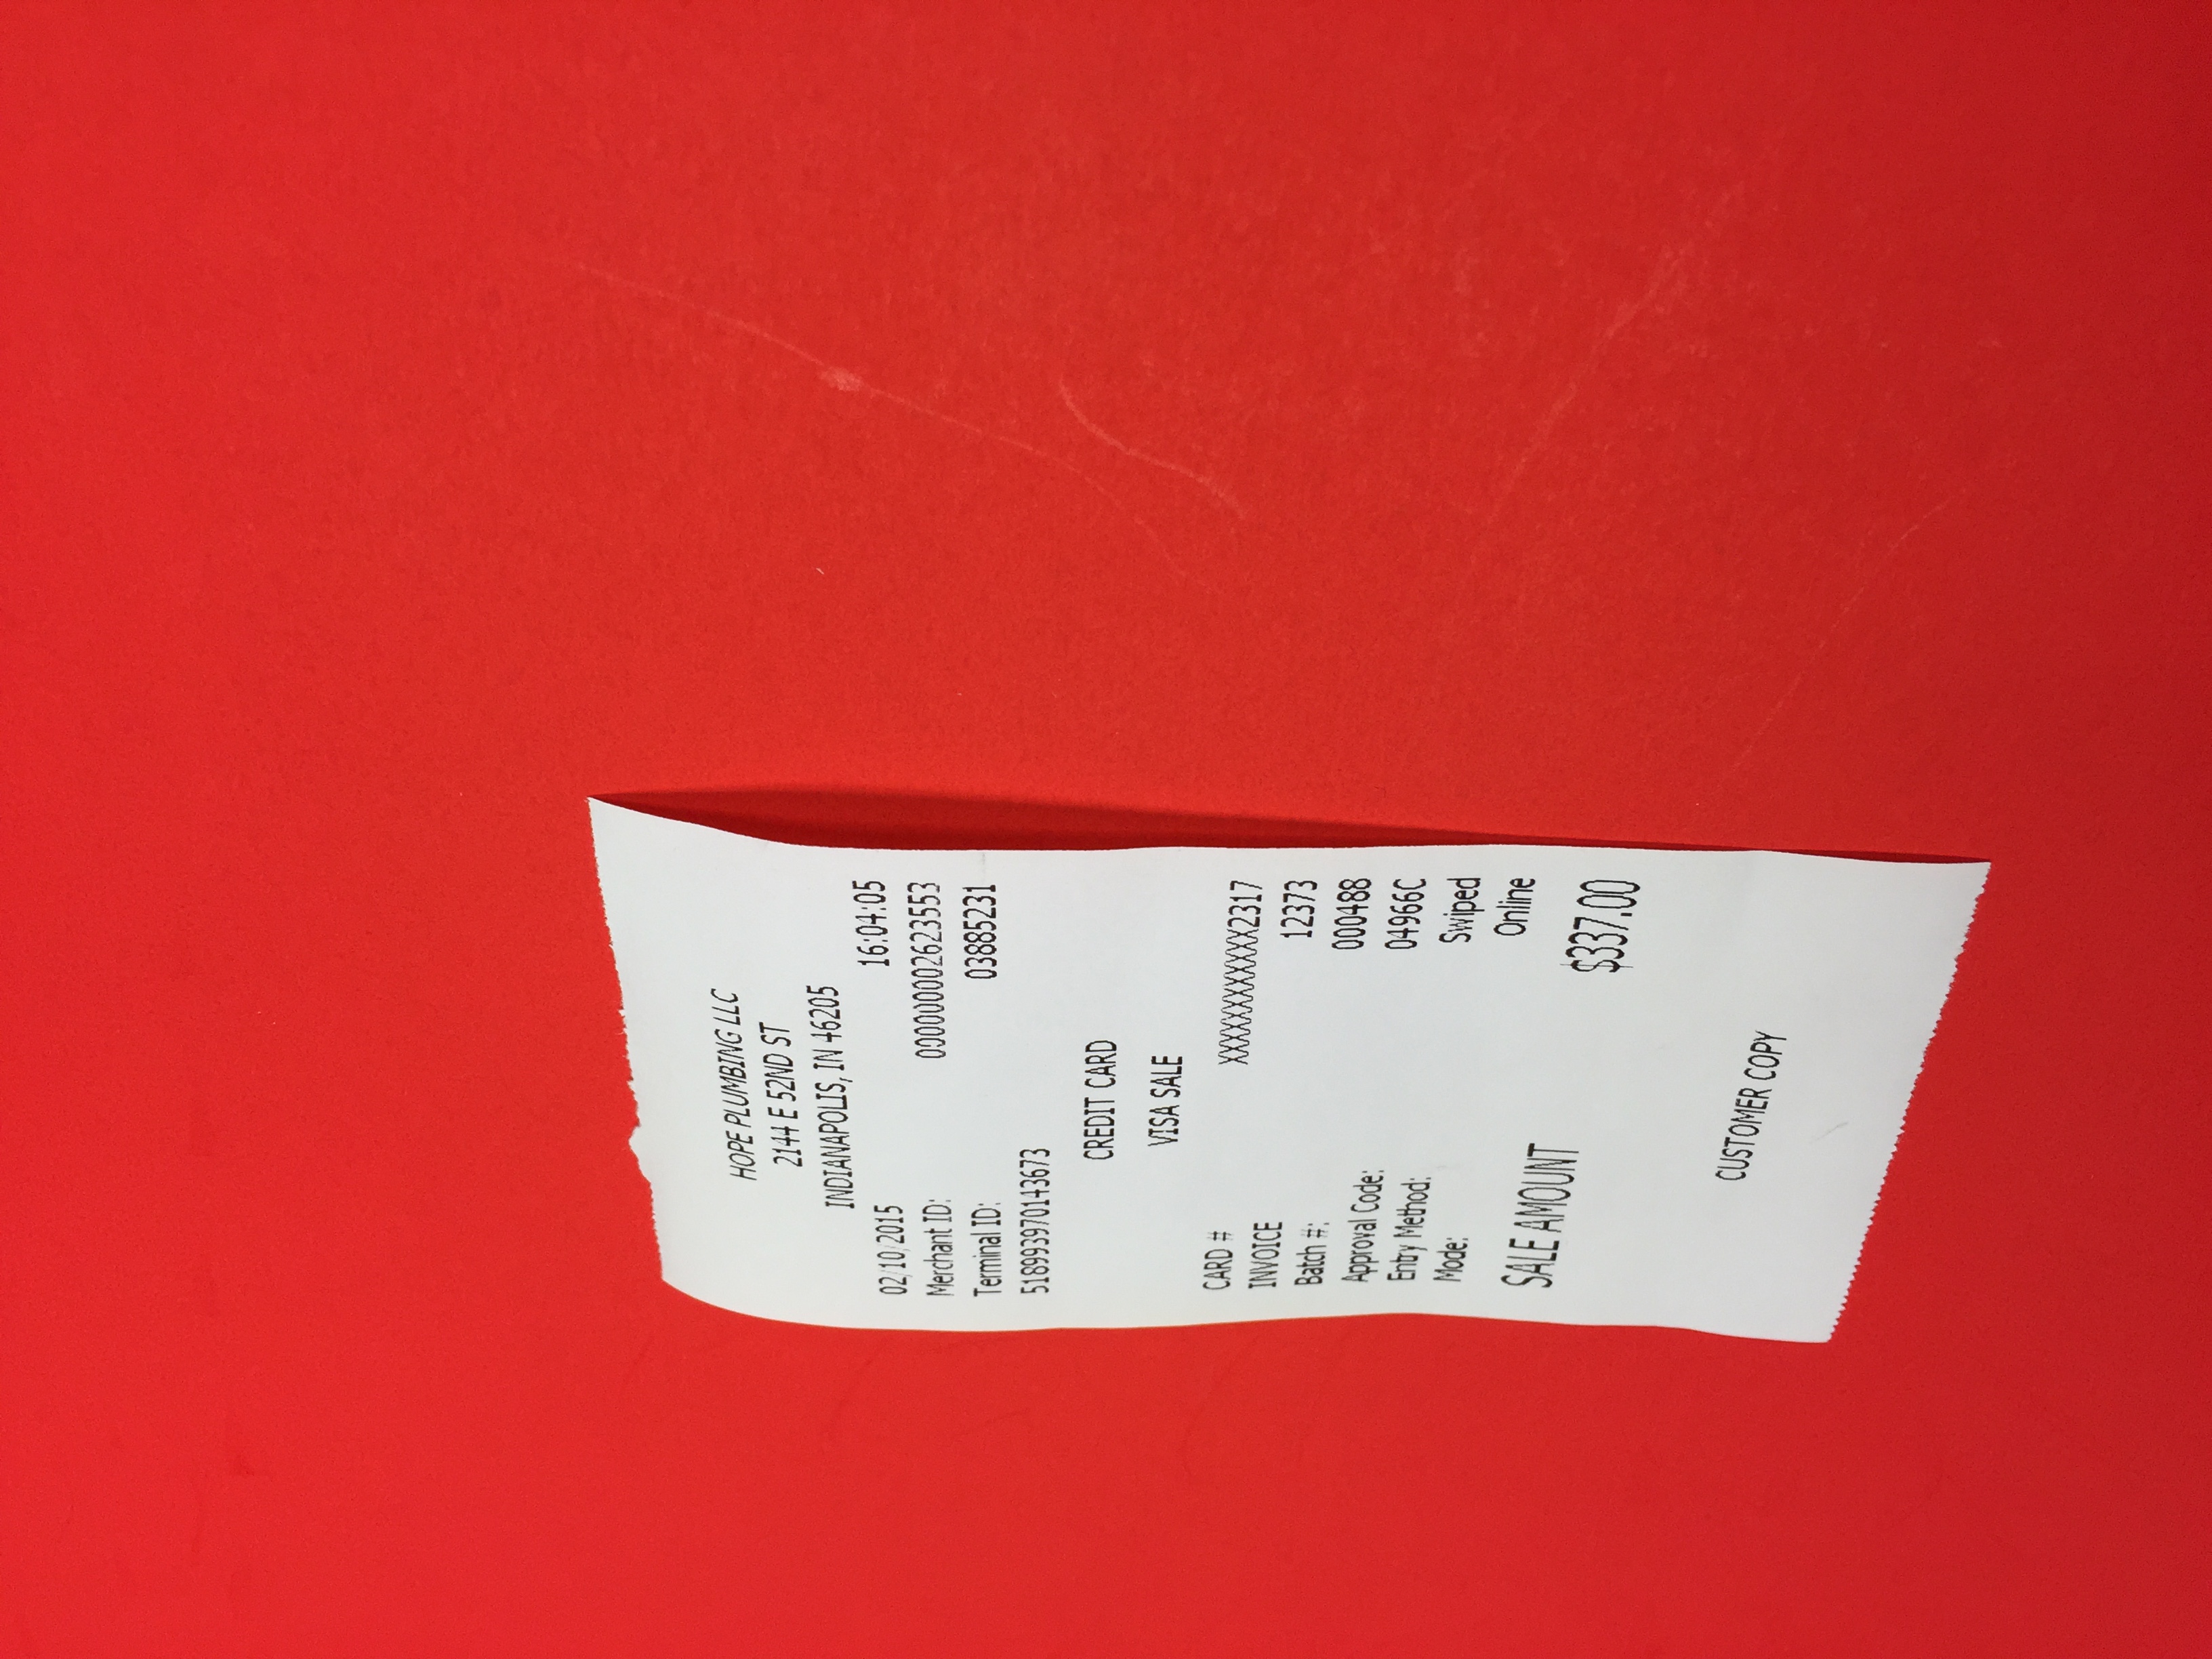 HOPE PLUMBING LLC
2144 E 52ND ST
INDIANAPOLIS, IN 46205
02/10/2015 16:04:05
Merchant ID: 000000002623553
Terminal ID: 03885231
518993970143673
CREDIT CARD
VISA SALE
CARD # XXXXXXXXXXXX2317
INVOICE 12373
Batch #: 000488
Approval Code: 04966C
Entry Method: Swiped
Mode: Online
SALE AMOUNT $337.00
CUSTOMER COPY